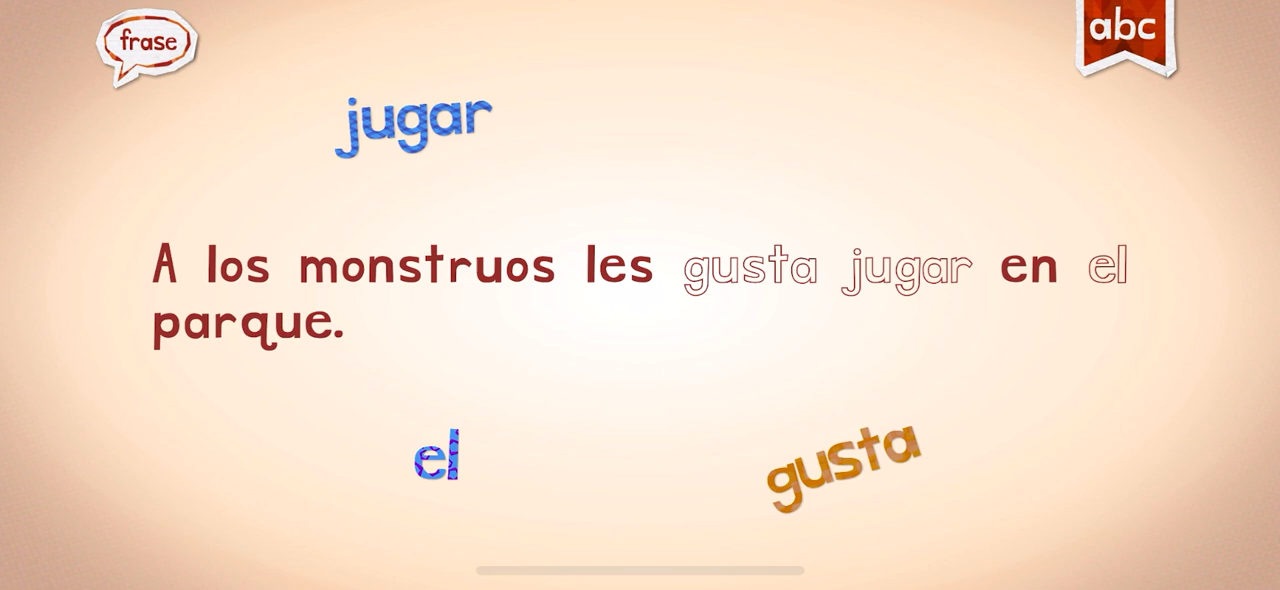 frase
abc
jugar
A los monstruos les gusta jugar en el
parque.
el
gusta